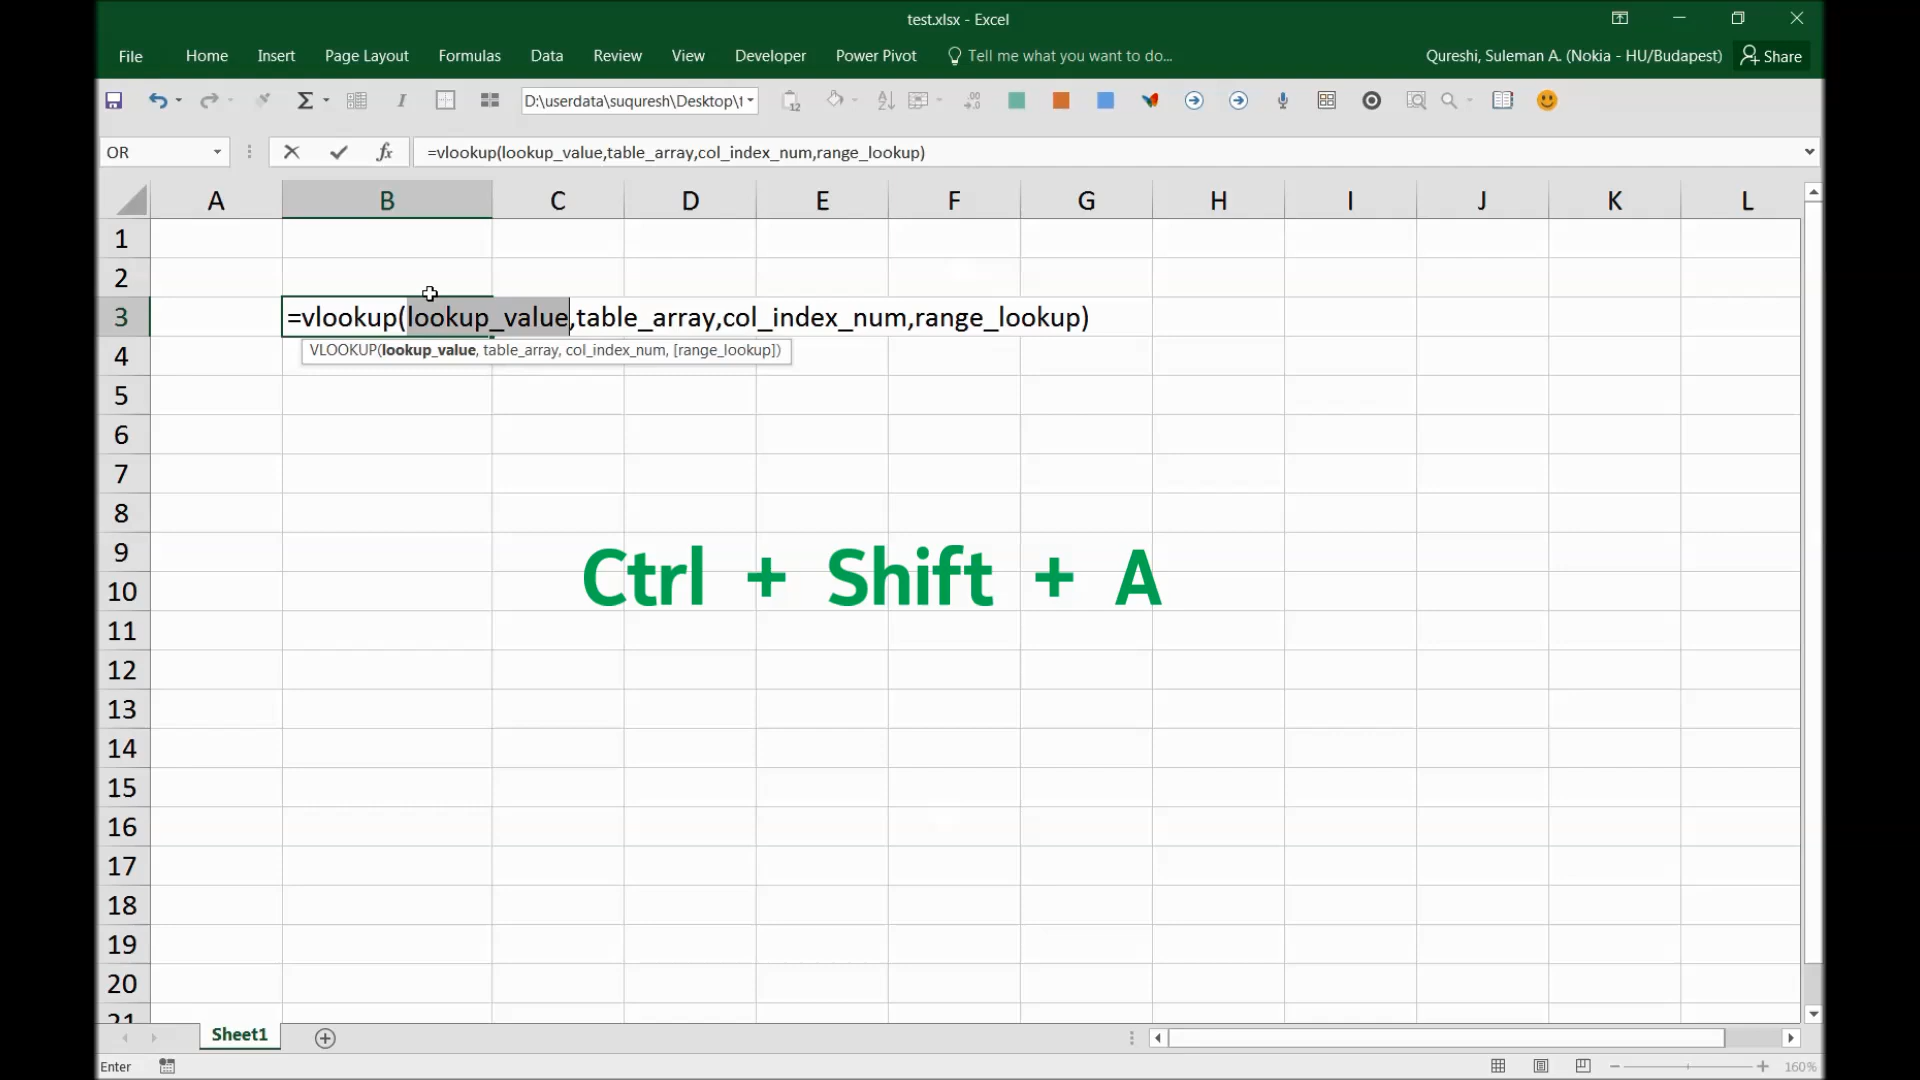 test.xlsx - Excel
File Home Insert Page Layout Formulas Data Review View Developer Power Pivot Tell me what you want to do... Qureshi, Suleman A. (Nokia - HU/Budapest) Share
D:\userdata\suquresh\Desktop\t
OR =vlookup(lookup_value,table_array,col_index_num,range_lookup)
A B C D E F G H I J K L
1
2
3 =vlookup(lookup_value,table_array,col_index_num,range_lookup)
VLOOKUP(lookup_value, table_array, col_index_num, [range_lookup])
4
5
6
7
8
9
Ctrl + Shift + A
10
11
12
13
14
15
16
17
18
19
20
21
Sheet1
Enter 160%